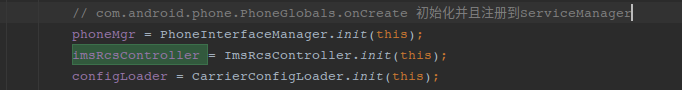 // com.android.phone.PhoneGlobals.onCreate 初始化并且注册到ServiceManager
phoneMgr = PhoneInterfaceManager.init(this);
imsRcsController = ImsRcsController.init(this);
configLoader = CarrierConfigLoader.init(this);